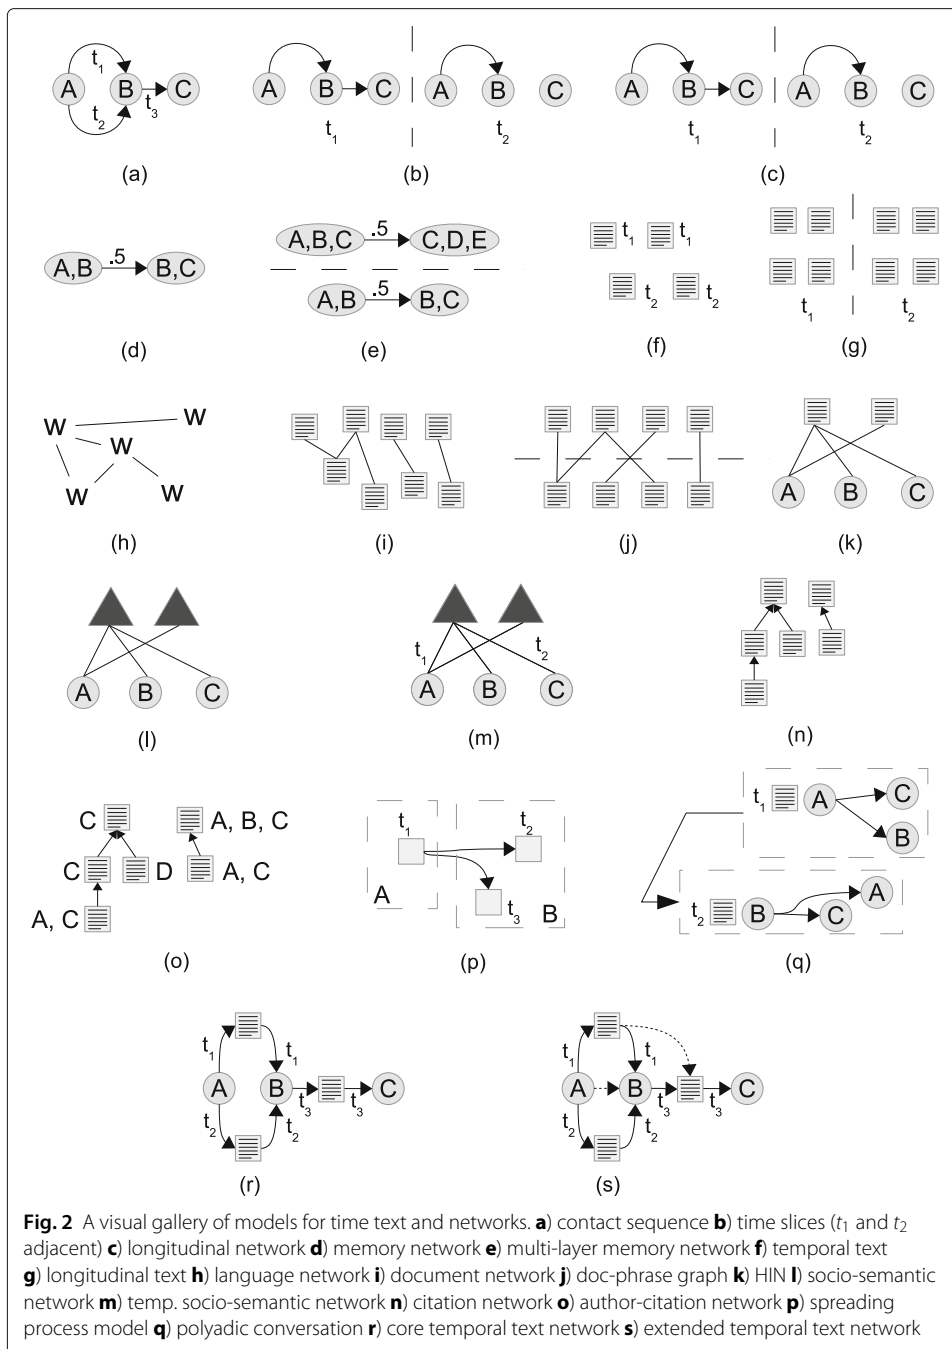 A t1 B t3 C t2
(a)
A B C t1 A B C t2
(b)
A B C t1 A B C t2
(c)
A,B .5 B,C
(d)
A,B,C .5 C,D,E
A,B .5 B,C
(e)
t1 t1
t2 t2
(f)
t1 t2
(g)
W W
W
W W
(h)
(i)
(j)
A B C
(k)
A B C
(l)
t1 t2
A B C
(m)
(n)
C A, B, C
C D A, C
A, C
(o)
t1 t2
A t3 B
(p)
t1 A C
B
t2 B C A
(q)
t1 t1
A B t3 t3 C
t2 t2
(r)
t1 t1
A B t3 t3 C
t2 t2
(s)
Fig. 2 A visual gallery of models for time text and networks. a) contact sequence b) time slices (t1 and t2
adjacent) c) longitudinal network d) memory network e) multi-layer memory network f) temporal text
g) longitudinal text h) language network i) document network j) doc-phrase graph k) HIN l) socio-semantic
network m) temp. socio-semantic network n) citation network o) author-citation network p) spreading
process model q) polyadic conversation r) core temporal text network s) extended temporal text network